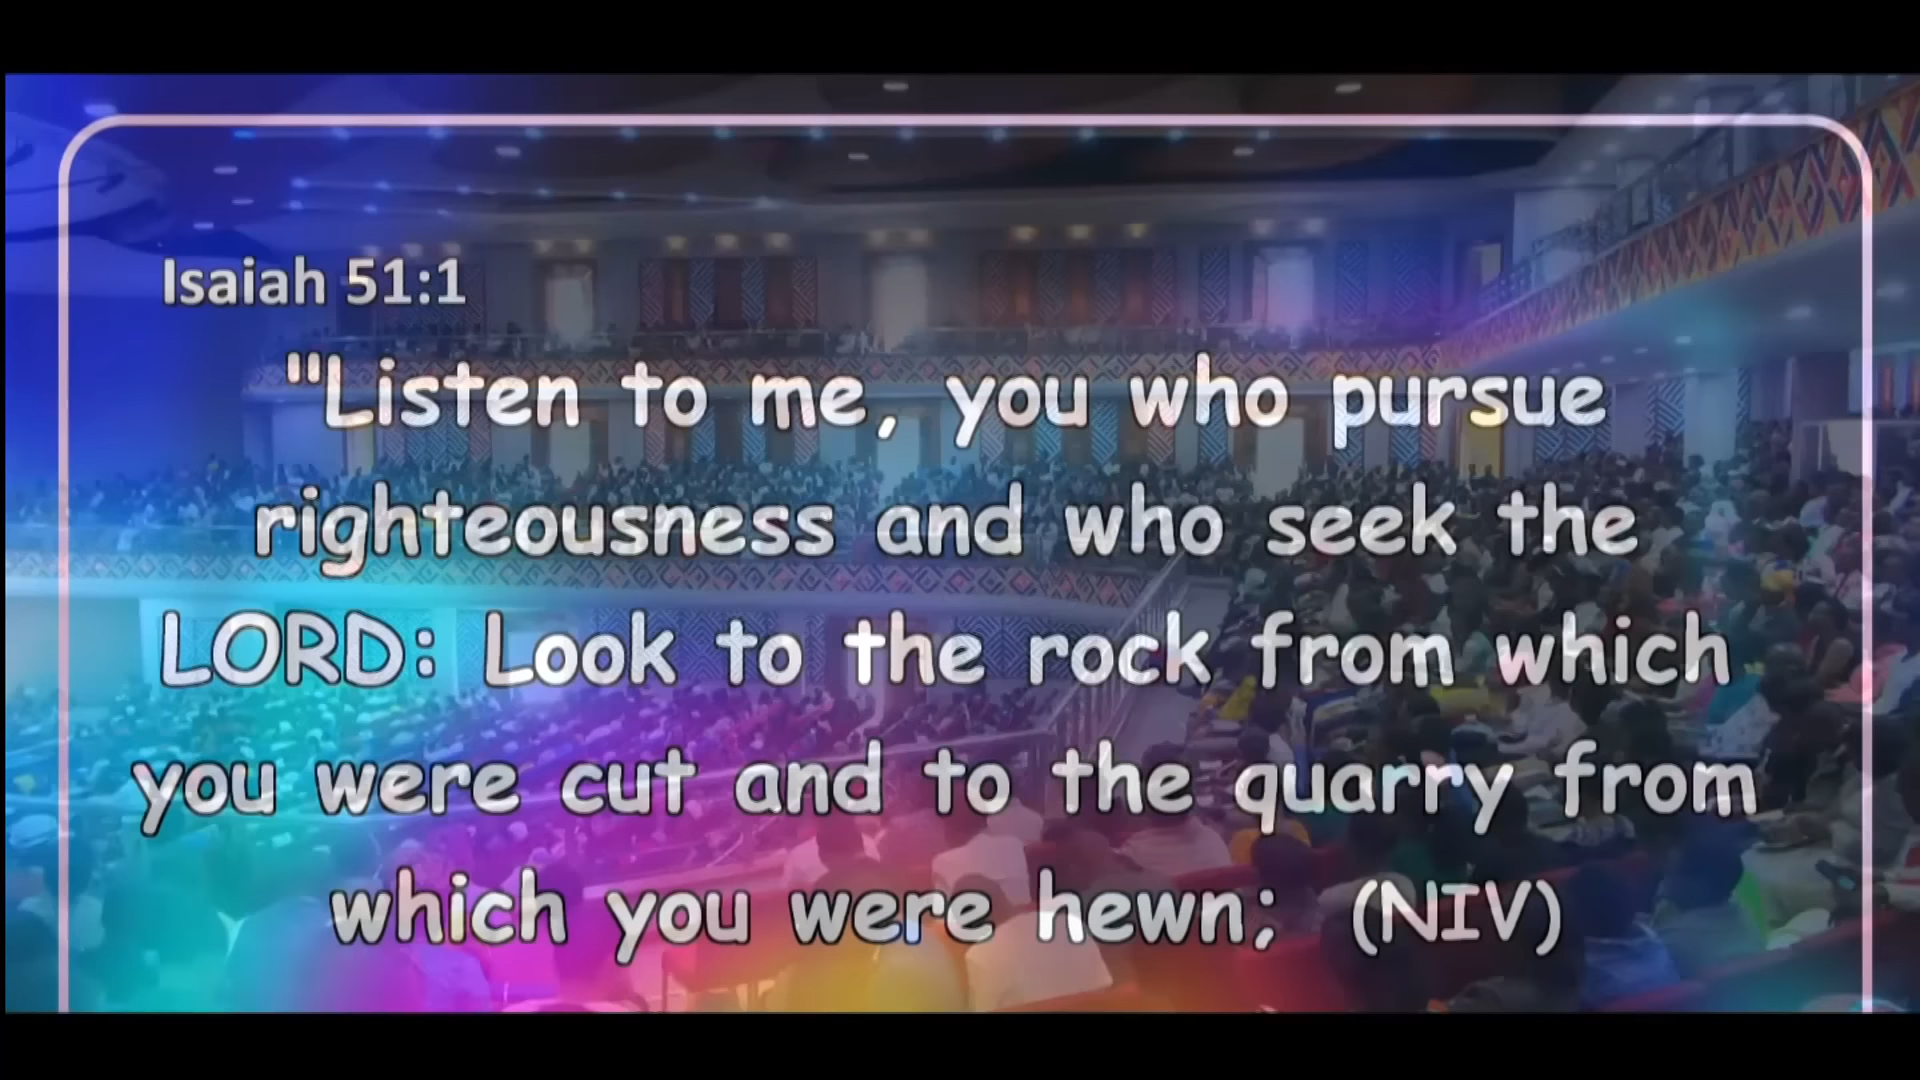 Isaiah 51:1
"Listen to me, you who pursue
righteousness and who seek the
LORD: Look to the rock from which
you were cut and to the quarry from
which you were hewn; (NIV)